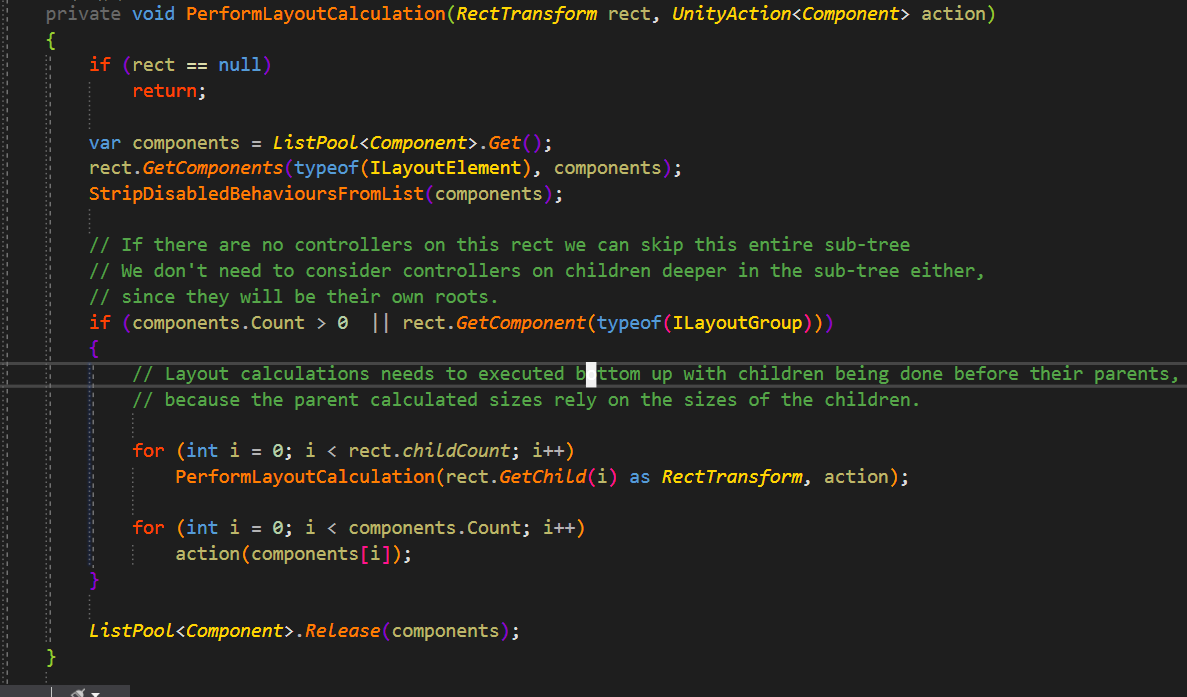 private void PerformLayoutCalculation(RectTransform rect, UnityAction<Component> action)
{
if (rect == null)
return;
var components = ListPool<Component>.Get();
rect.GetComponents(typeof(ILayoutElement), components);
StripDisabledBehavioursFromList(components);
// If there are no controllers on this rect we can skip this entire sub-tree
// We don't need to consider controllers on children deeper in the sub-tree either,
// since they will be their own roots.
if (components.Count > 0  || rect.GetComponent(typeof(ILayoutGroup)))
{
// Layout calculations needs to executed bottom up with children being done before their parents,
// because the parent calculated sizes rely on the sizes of the children.
for (int i = 0; i < rect.childCount; i++)
PerformLayoutCalculation(rect.GetChild(i) as RectTransform, action);
for (int i = 0; i < components.Count; i++)
action(components[i]);
}
ListPool<Component>.Release(components);
}